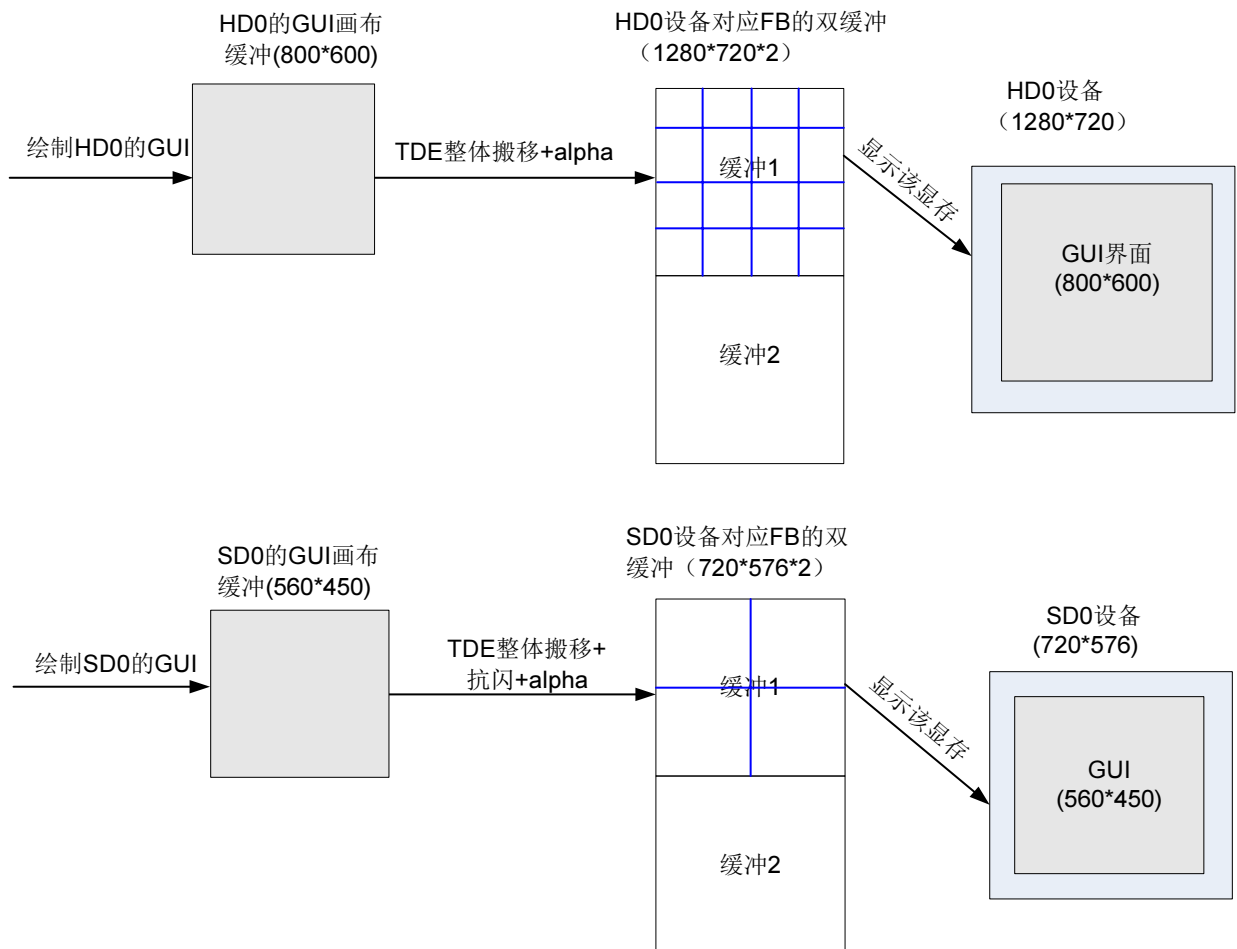 HD0的GUI画布
缓冲(800*600)
HD0设备对应FB的双缓冲
（1280*720*2）
HD0设备
（1280*720）
绘制HD0的GUI
TDE整体搬移+alpha
缓冲1
显示该显存
GUI界面
(800*600)
缓冲2
SD0的GUI画布
缓冲(560*450)
SD0设备对应FB的双
缓冲（720*576*2）
SD0设备
(720*576)
绘制SD0的GUI
TDE整体搬移+
抗闪+alpha
缓冲1
显示该显存
GUI
(560*450)
缓冲2